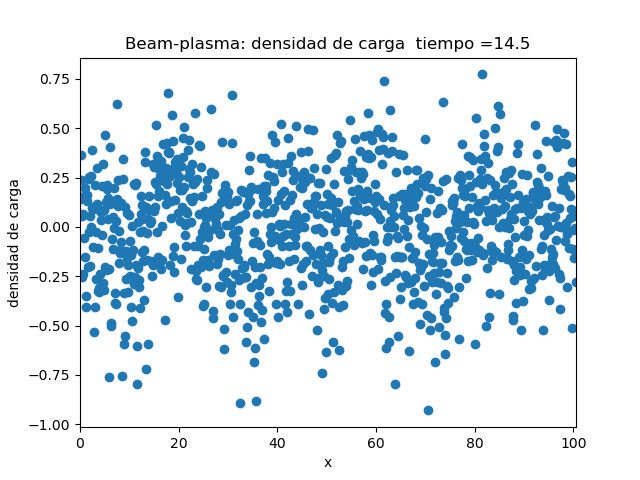 Beam-plasma: densidad de carga  tiempo =14.5
densidad de carga
0.75
0.50
0.25
0.00
−0.25
−0.50
−0.75
−1.00
0 20 40 60 80 100
x